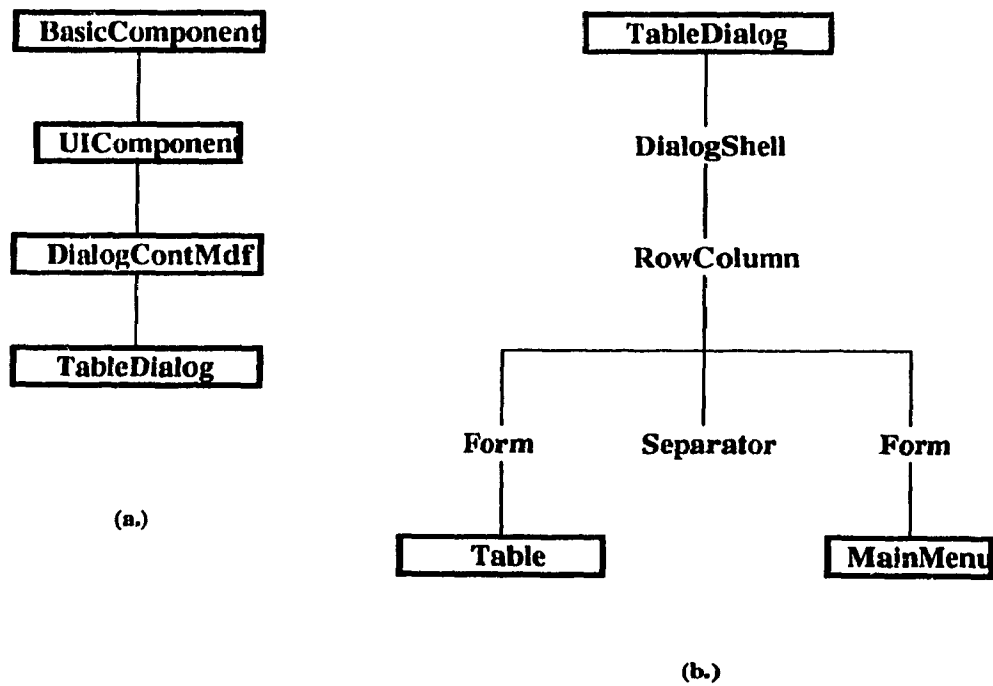 BasicComponent
UIComponent
DialogContMdf
TableDialog
(a.)
TableDialog
DialogShell
RowColumn
Form Separator Form
Table MainMenu
(b.)